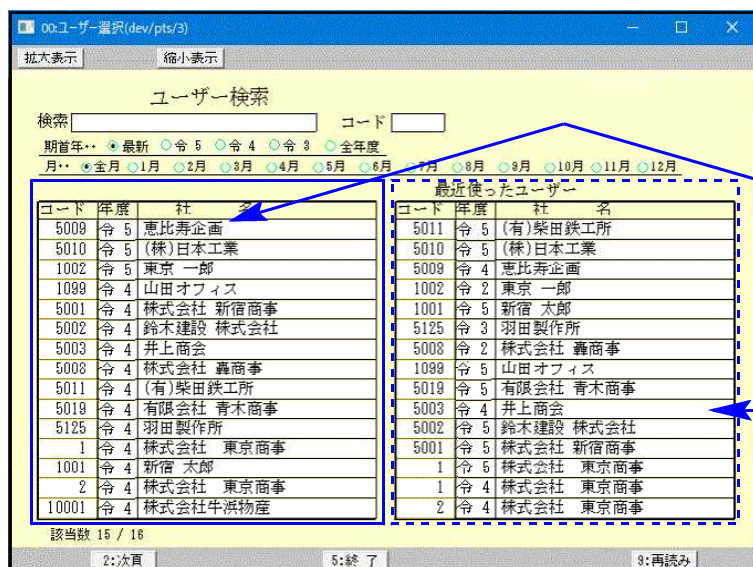 00:ユーザー選択(dev/pts/3)
拡大表示 縮小表示
ユーザー検索
検索 コード
期首年‥ 最新 令5 令4 令3 全年度
月‥ 全月 1月 2月 3月 4月 5月 6月 7月 8月 9月 10月 11月 12月
最近使ったユーザー
コード 年度 社 名 コード 年度 社 名
5009 令 5 恵比寿企画 5011 令 5 (有)柴田鉄工所
5010 令 5 (株)日本工業 5010 令 5 (株)日本工業
1002 令 5 東京 一郎 5009 令 4 恵比寿企画
1099 令 4 山田オフィス 1002 令 2 東京 一郎
5001 令 4 株式会社 新宿商事 1001 令 5 新宿 太郎
5002 令 4 鈴木建設 株式会社 5125 令 3 羽田製作所
5003 令 4 井上商会 5008 令 2 株式会社 轟商事
5008 令 4 株式会社 轟商事 1099 令 5 山田オフィス
5011 令 4 (有)柴田鉄工所 5019 令 5 有限会社 青木商事
5019 令 4 有限会社 青木商事 5003 令 4 井上商会
5125 令 4 羽田製作所 5002 令 5 鈴木建設 株式会社
1 令 4 株式会社 東京商事 5001 令 5 株式会社 新宿商事
1001 令 4 新宿 太郎 1 令 5 株式会社 東京商事
2 令 4 株式会社 東京商事 1 令 4 株式会社 東京商事
10001 令 4 株式会社牛浜物産 2 令 4 株式会社 東京商事
該当数 15 / 16
2:次頁 5:終 了 9:再読み